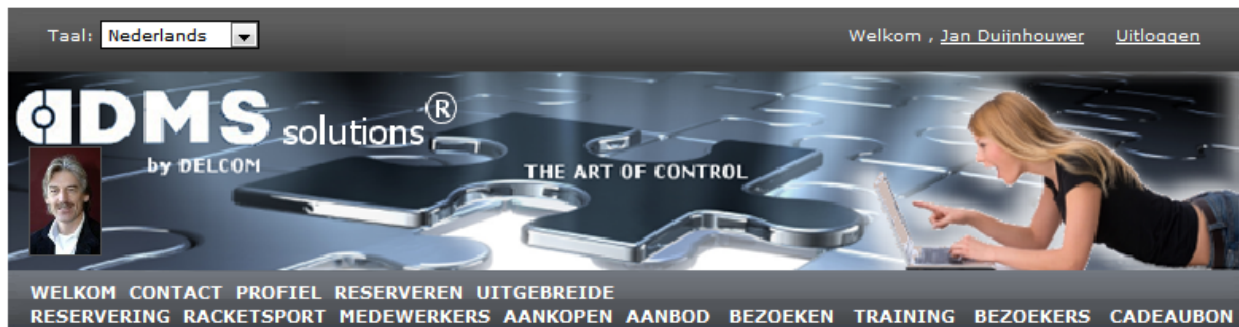 Taal: Nederlands
Welkom , Jan Duijnhouwer Uitloggen
DMS solutions®
by DELCOM
THE ART OF CONTROL
WELKOM CONTACT PROFIEL RESERVEREN UITGEBREIDE
RESERVERING RACKETSPORT MEDEWERKERS AANKOPEN AANBOD BEZOEKEN TRAINING BEZOEKERS CADEAUBON